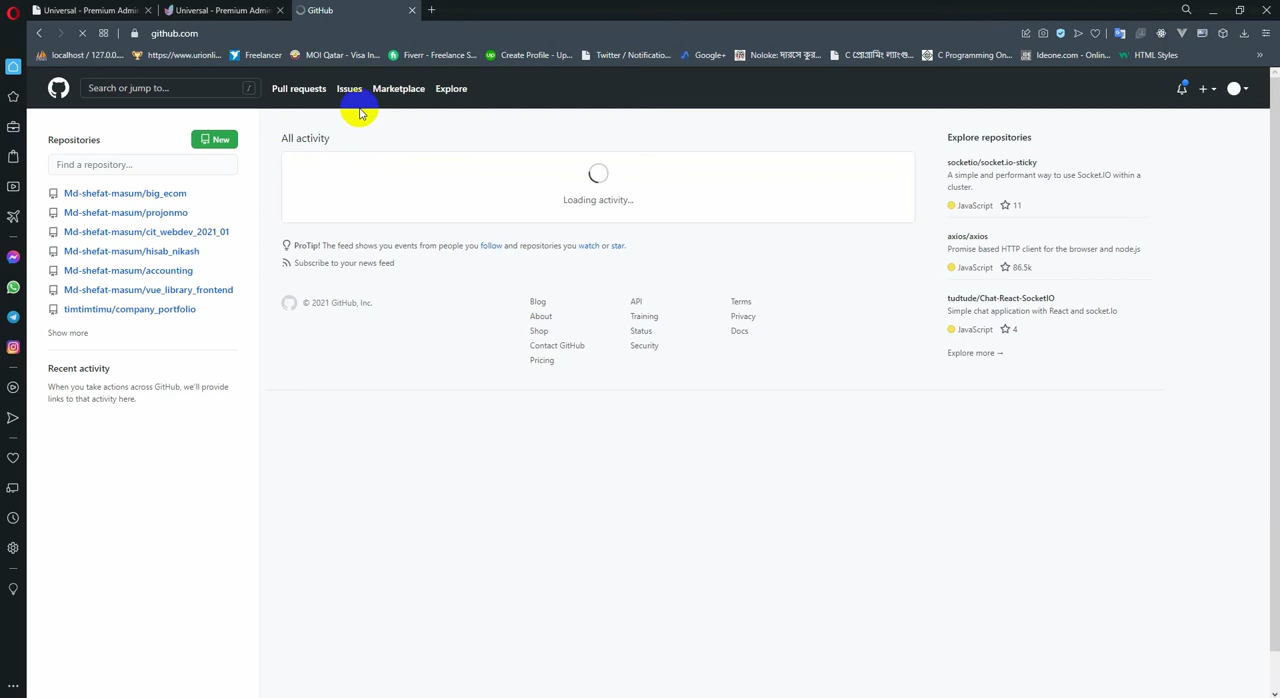 Universal - Premium Admin
Universal - Premium Admin
GitHub
github.com
localhost / 127.0.0....
https://www.urionli...
Freelancer
MOI Qatar - Visa In...
Fiverr - Freelance S...
Create Profile - Up...
Twitter / Notificatio...
Google+
Noloke: দারসে কুর...
C প্রোগ্রামিং ল্যাংগু...
C Programming On...
Ideone.com - Onlin...
HTML Styles
Search or jump to...
/
Pull requests
Issues
Marketplace
Explore
Repositories
New
Find a repository...
Md-shefat-masum/big_ecom
Md-shefat-masum/projonmo
Md-shefat-masum/cit_webdev_2021_01
Md-shefat-masum/hisab_nikash
Md-shefat-masum/accounting
Md-shefat-masum/vue_library_frontend
timtimtimu/company_portfolio
Show more
Recent activity
When you take actions across GitHub, we'll provide
links to that activity here.
All activity
Loading activity...
ProTip! The feed shows you events from people you follow and repositories you watch or star.
Subscribe to your news feed
© 2021 GitHub, Inc.
Blog
About
Shop
Contact GitHub
Pricing
API
Training
Status
Security
Terms
Privacy
Docs
Explore repositories
socketio/socket.io-sticky
A simple and performant way to use Socket.IO within a
cluster.
JavaScript 11
axios/axios
Promise based HTTP client for the browser and node.js
JavaScript 86.5k
tudtude/Chat-React-SocketIO
Simple chat application with React and socket.Io
JavaScript 4
Explore more →